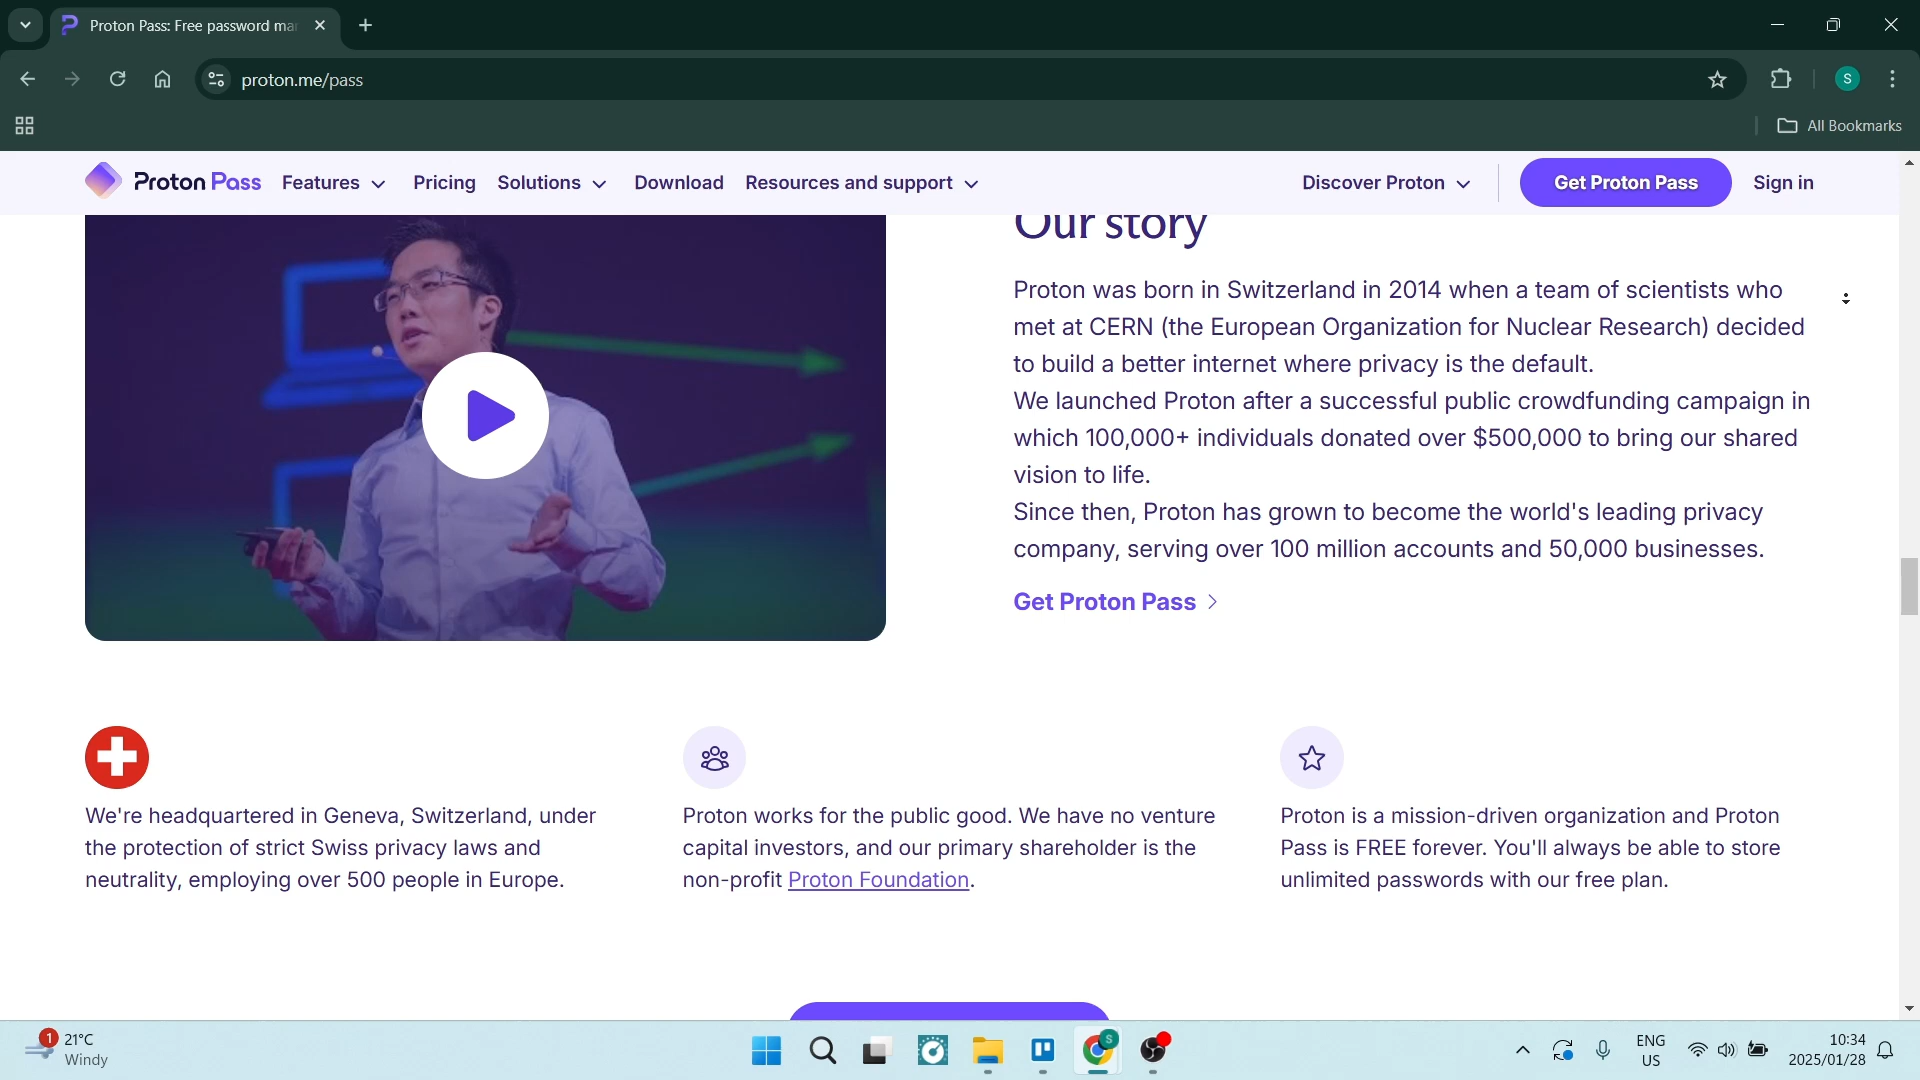 Proton Pass: Free password ma
proton.me/pass
S
All Bookmarks
Proton Pass
Features
Pricing
Solutions
Download
Resources and support
Discover Proton
Get Proton Pass
Sign in
Our story
Proton was born in Switzerland in 2014 when a team of scientists who
met at CERN (the European Organization for Nuclear Research) decided
to build a better internet where privacy is the default.
We launched Proton after a successful public crowdfunding campaign in
which 100,000+ individuals donated over $500,000 to bring our shared
vision to life.
Since then, Proton has grown to become the world's leading privacy
company, serving over 100 million accounts and 50,000 businesses.
Get Proton Pass
We're headquartered in Geneva, Switzerland, under
the protection of strict Swiss privacy laws and
neutrality, employing over 500 people in Europe.
Proton works for the public good. We have no venture
capital investors, and our primary shareholder is the
non-profit Proton Foundation.
Proton is a mission-driven organization and Proton
Pass is FREE forever. You'll always be able to store
unlimited passwords with our free plan.
1
21°C
Windy
S
ENG
US
10:34
2025/01/28